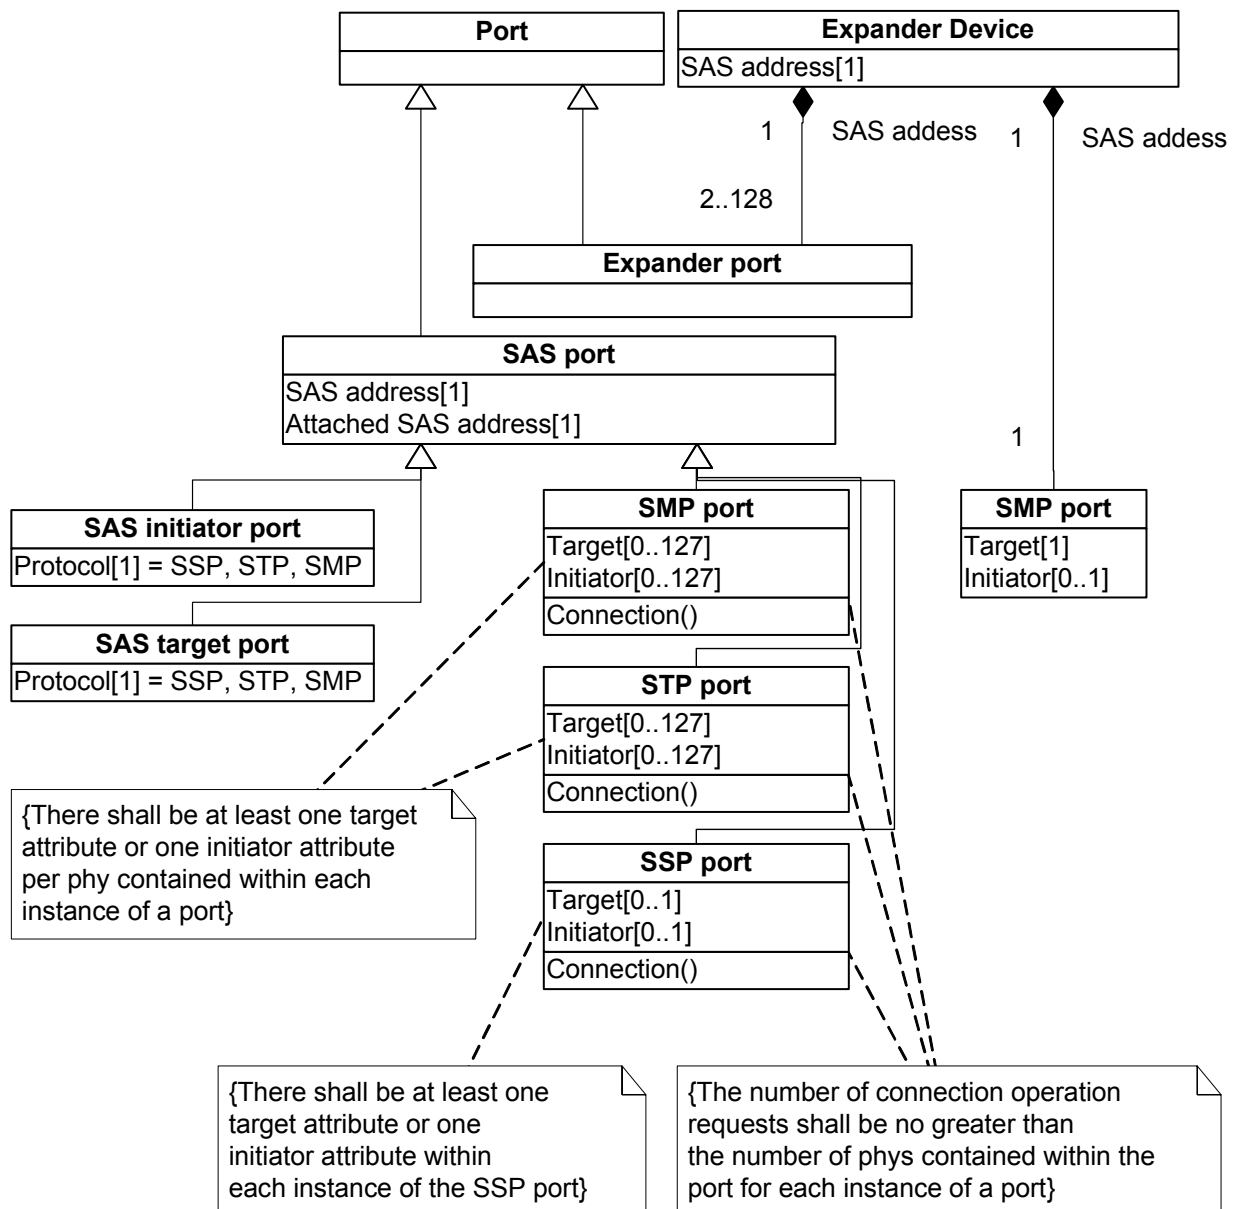 Port
Expander Device
SAS address[1]
1
SAS addess
1
SAS addess
2..128
Expander port
SAS port
SAS address[1]
Attached SAS address[1]
1
SAS initiator port
Protocol[1] = SSP, STP, SMP
SAS target port
Protocol[1] = SSP, STP, SMP
SMP port
Target[0..127]
Initiator[0..127]
Connection()
SMP port
Target[1]
Initiator[0..1]
STP port
Target[0..127]
Initiator[0..127]
Connection()
{There shall be at least one target
attribute or one initiator attribute
per phy contained within each
instance of a port}
SSP port
Target[0..1]
Initiator[0..1]
Connection()
{There shall be at least one
target attribute or one
initiator attribute within
each instance of the SSP port}
{The number of connection operation
requests shall be no greater than
the number of phys contained within the
port for each instance of a port}